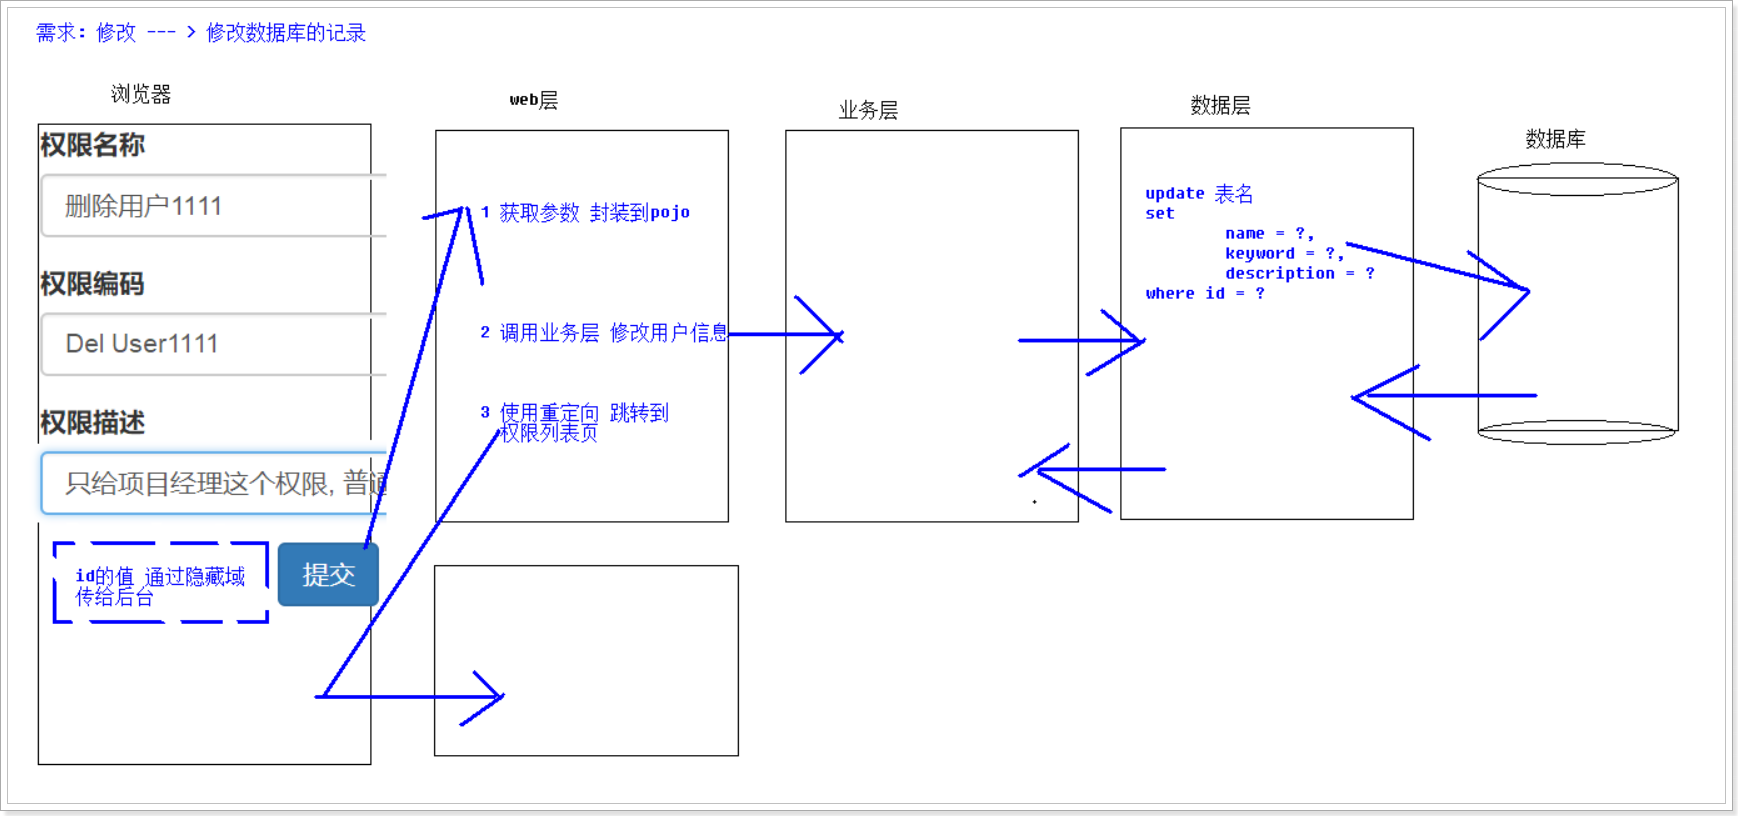 需求: 修改 --- > 修改数据库的记录
浏览器
权限名称
删除用户1111
权限编码
Del User1111
权限描述
只给项目经理这个权限, 普通
id的值 通过隐藏域
传给后台
提交
web层
1 获取参数 封装到pojo
2 调用业务层 修改用户信息
3 使用重定向 跳转到
权限列表页
业务层
数据层
update 表名
set
name = ?,
keyword = ?,
description = ?
where id = ?
数据库